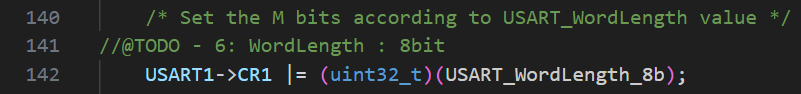 140 /* Set the M bits according to USART_WordLength value */
141 //@TODO - 6: WordLength : 8bit
142 USART1->CR1 |= (uint32_t)(USART_WordLength_8b);